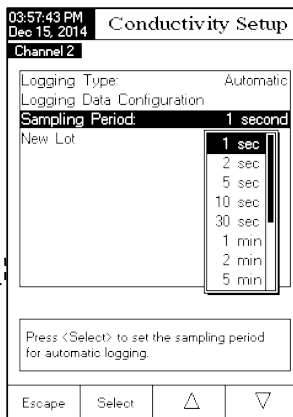 03:57:43 PM
Dec 15, 2014
Conductivity Setup
Channel 2
Logging Type: Automatic
Logging Data Configuration
Sampling Period: 1 second
New Lot
1 sec
2 sec
5 sec
10 sec
30 sec
1 min
2 min
5 min
Press <Select> to set the sampling period
for automatic logging.
Escape Select △ ▽